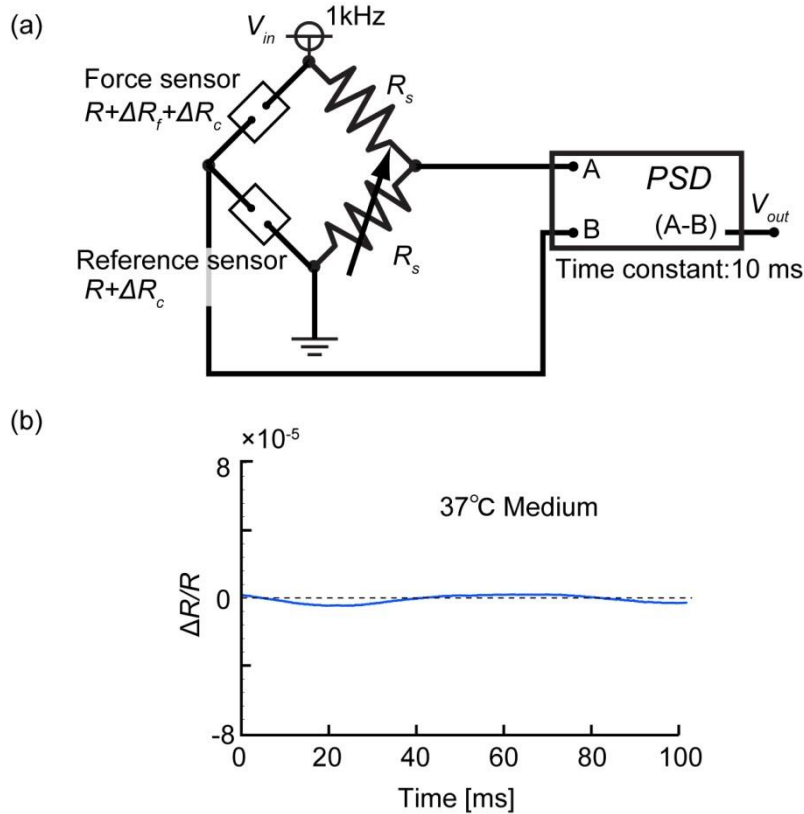 (a)
V_in 1kHz
Force sensor
R+ΔR_f+ΔR_c
R_s
A
PSD
B
(A-B)
V_out
Reference sensor
R+ΔR_c
R_s
Time constant:10 ms
(b)
×10^-5
8
37℃ Medium
0
ΔR/R
-8
0 20 40 60 80 100
Time [ms]